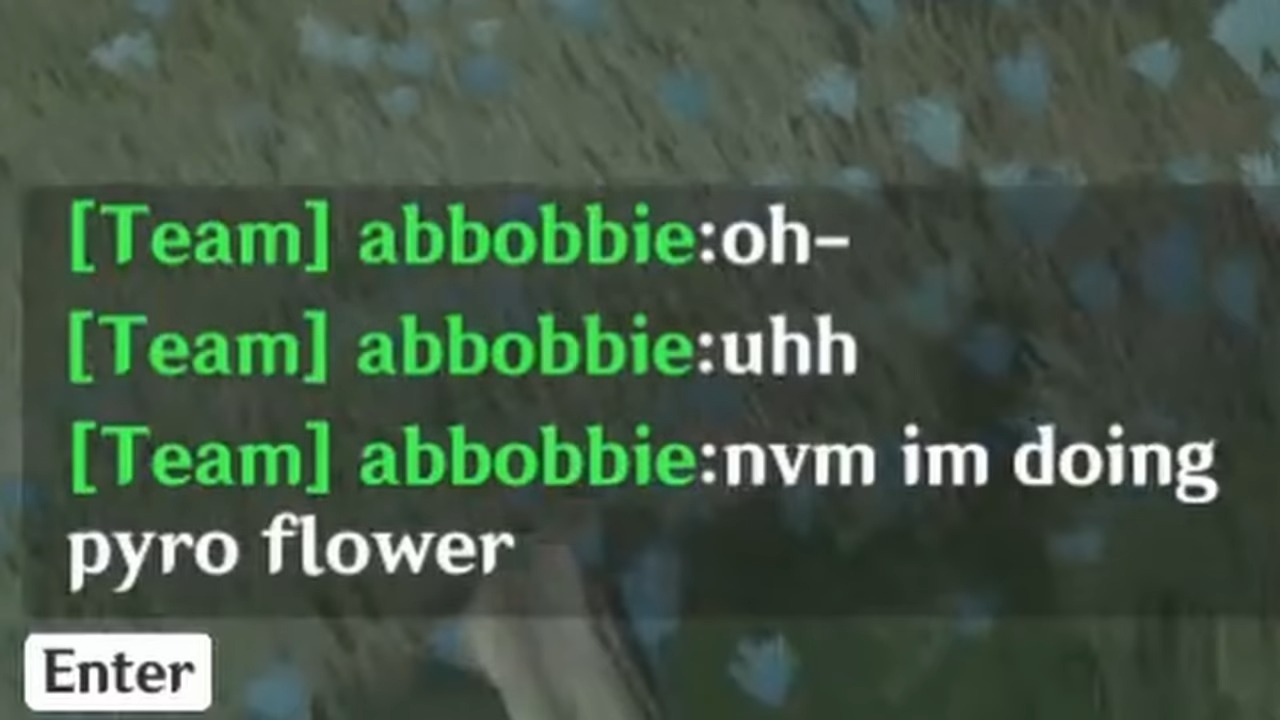 [Team] abbobbie:oh–
[Team] abbobbie:uhh
[Team] abbobbie:nvm im doing
pyro flower
Enter